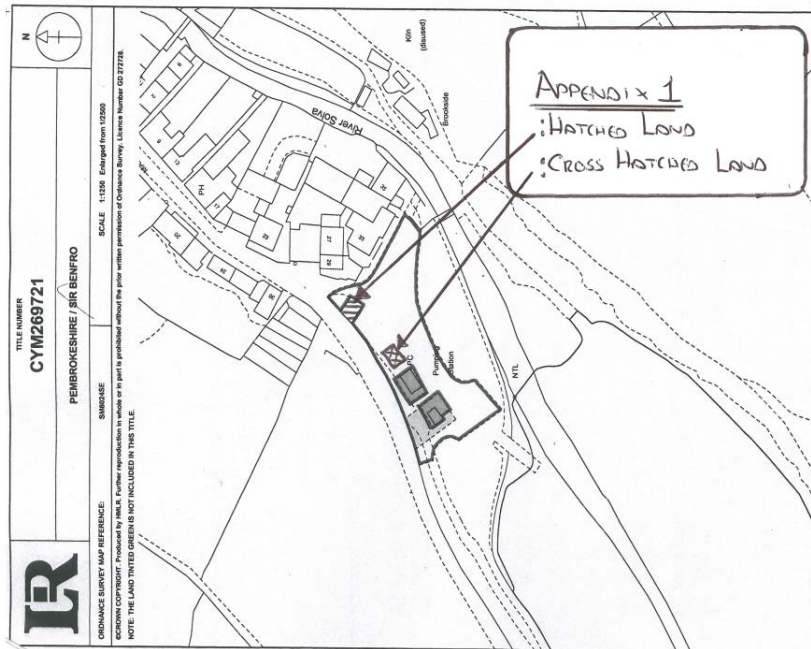 LR
TITLE NUMBER
CYM269721
PEMBROKESHIRE / SIR BENFRO
N
ORDNANCE SURVEY MAP REFERENCE:
SM8024SE
SCALE 1:1250 Enlarged from 1/2500
©CROWN COPYRIGHT. Produced by HMLR. Further reproduction in whole or in part is prohibited without the prior written permission of Ordnance Survey. Licence Number GD 272728.
NOTE: THE LAND TINTED GREEN IS NOT INCLUDED IN THIS TITLE.
APPENDIX 1
:HATCHED LAND
:CROSS HATCHED LAND
River Solva
Kiln
(disused)
Brookside
PH
PC
Pumping
Station
NTL